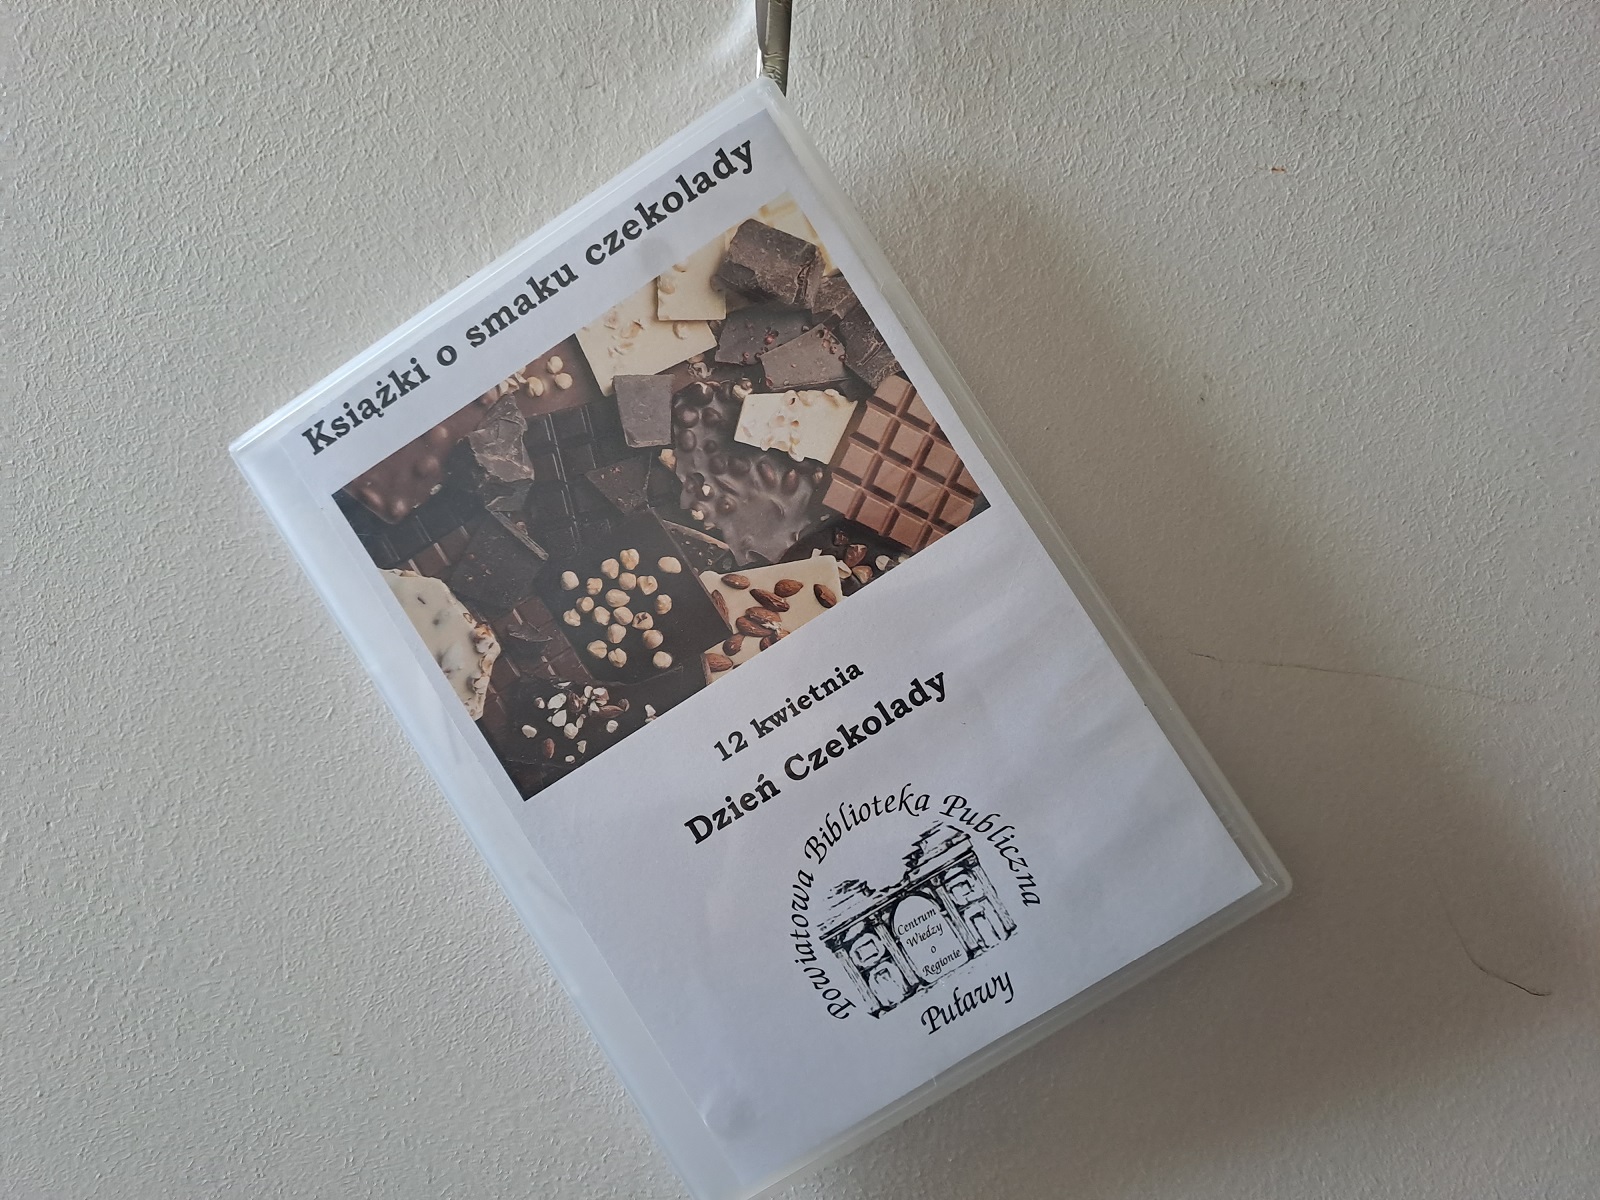 Książki o smaku czekolady
12 kwietnia
Dzień Czekolady
Powiatowa Biblioteka Publiczna
Centrum
Wiedzy
o
Regionie
Puławy